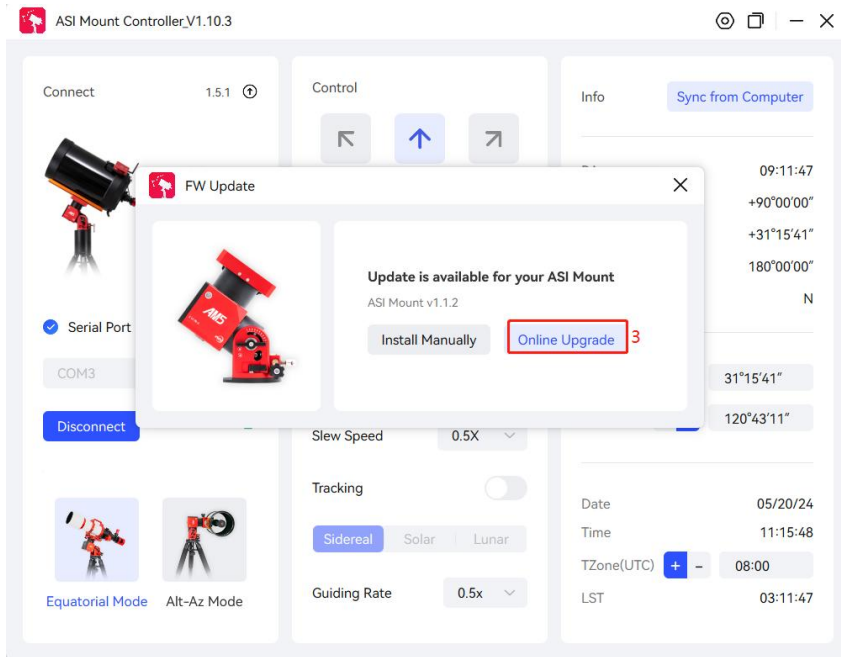 ASI Mount Controller_V1.10.3
Connect 1.5.1
Serial Port
COM3
Disconnect
Equatorial Mode Alt-Az Mode
Control
Slew Speed 0.5X
Tracking
Sidereal Solar Lunar
Guiding Rate 0.5x
Info Sync from Computer
09:11:47
+90°00′00″
+31°15′41″
180°00′00″
N
31°15′41″
120°43′11″
Date 05/20/24
Time 11:15:48
TZone(UTC) + - 08:00
LST 03:11:47
FW Update
AM5
Update is available for your ASI Mount
ASI Mount v1.1.2
Install Manually Online Upgrade 3